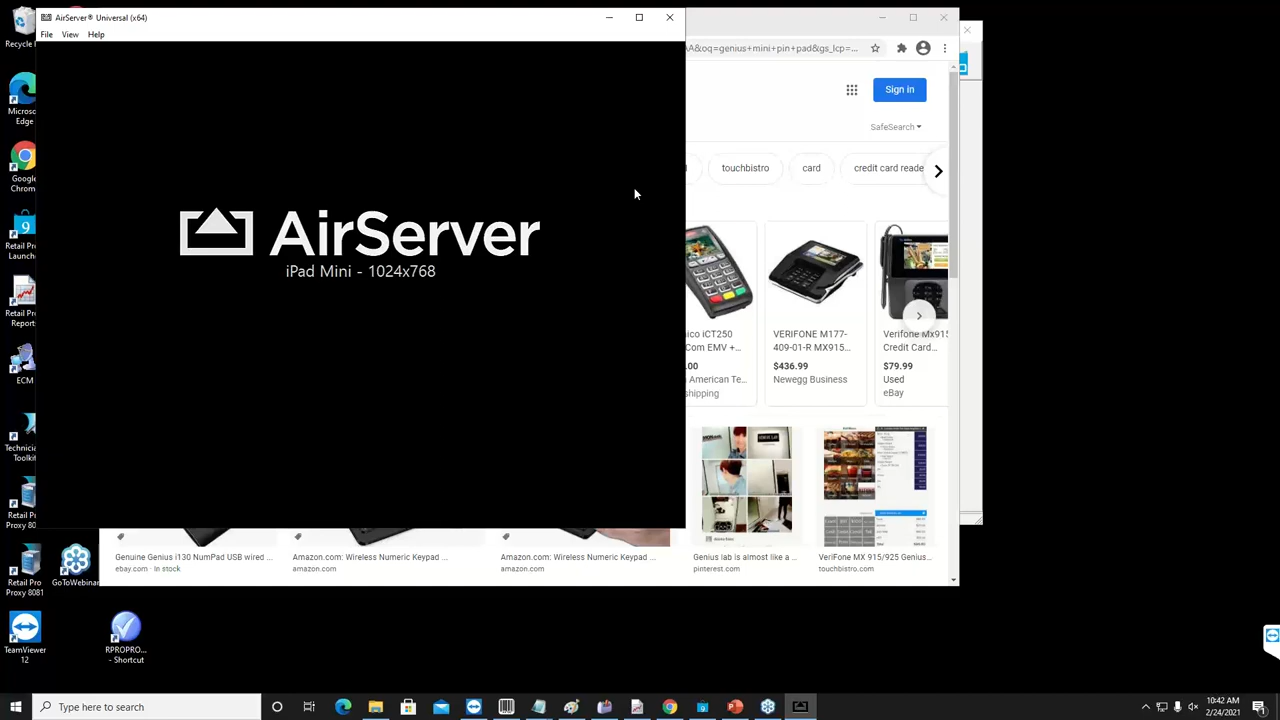 AirServer® Universal (x64)
File View Help
AirServer
iPad Mini - 1024x768
AA&oq=genius+mini+pin+pad&gs_lcp=...
Sign in
SafeSearch
touchbistro
card
credit card reade
iCT250
Com EMV +...
.00
American Te...
shipping
VERIFONE M177-
409-01-R MX915...
$436.99
Newegg Business
Verifone Mx915
Credit Card...
$79.99
Used
eBay
Genuine Genius i130 NumPad USB wired ...
ebay.com · In stock
Amazon.com: Wireless Numeric Keypad ...
amazon.com
Amazon.com: Wireless Numeric Keypad ...
amazon.com
Genius lab is almost like a ...
pinterest.com
VeriFone MX 915/925 Genius...
touchbistro.com
Recycle
Microsoft
Edge
Google
Chrome
Retail Pro
Retail Pro
Reports
ECM
Technician
Toolkit
Retail Pro
Proxy 8081
Retail Pro
Proxy 8081
GoToWebinar
TeamViewer
12
RPROPRO...
- Shortcut
Type here to search
10:42 AM
2/24/2021